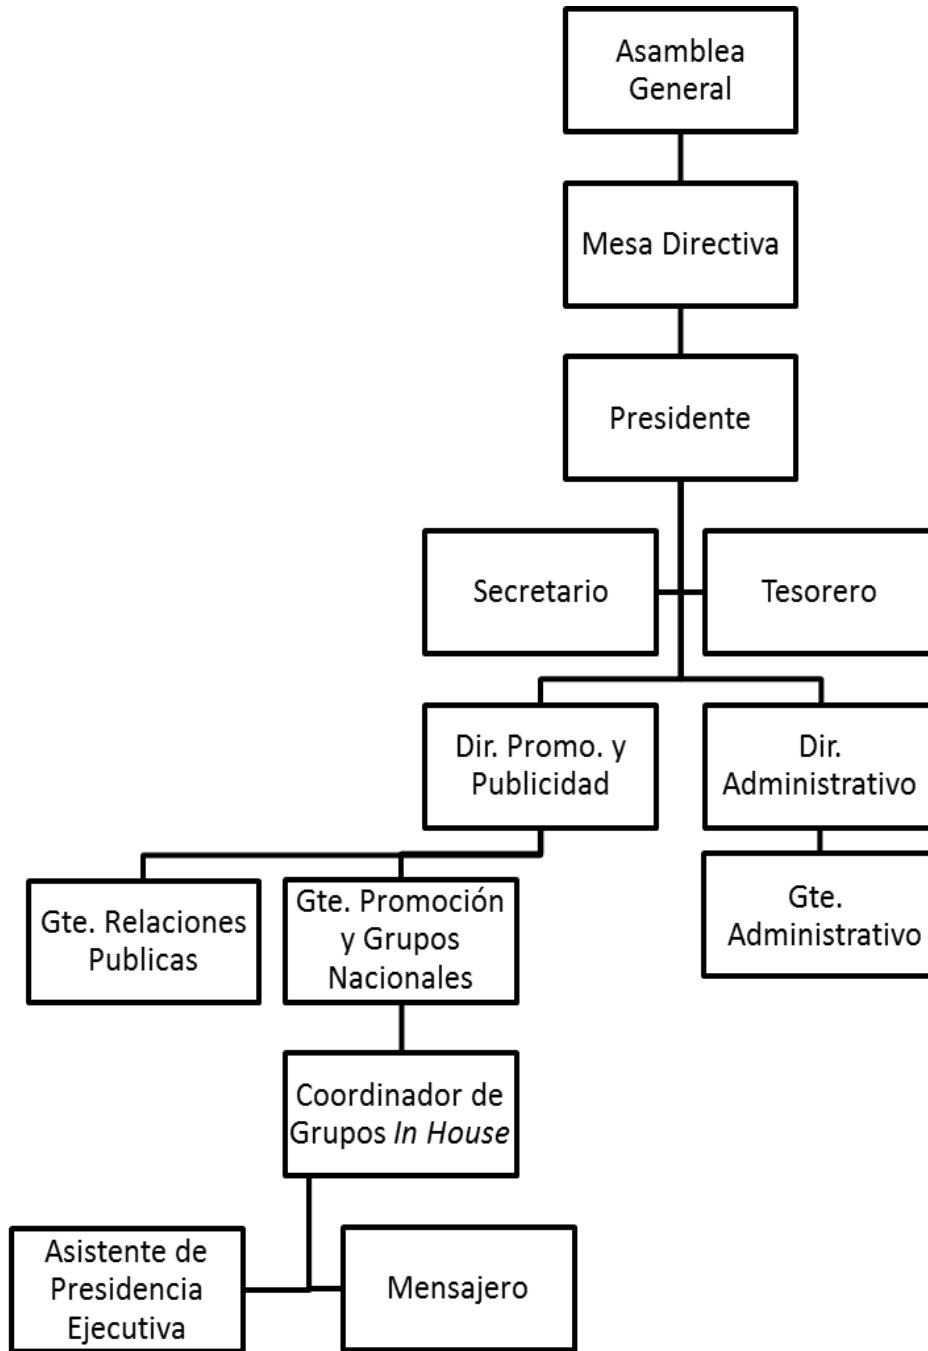 Asamblea
General
Mesa Directiva
Presidente
Secretario
Tesorero
Dir. Promo. y
Publicidad
Dir.
Administrativo
Gte. Relaciones
Publicas
Gte. Promoción
y Grupos
Nacionales
Gte.
Administrativo
Coordinador de
Grupos In House
Asistente de
Presidencia
Ejecutiva
Mensajero